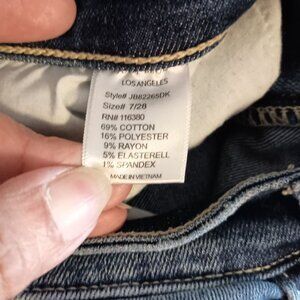 LOS ANGELES
Style# JB82265DK
Size# 7/28
RN# 116380
69% COTTON
16% POLYESTER
9% RAYON
5% ELASTERELL
1% SPANDEX
MADE IN VIETNAM